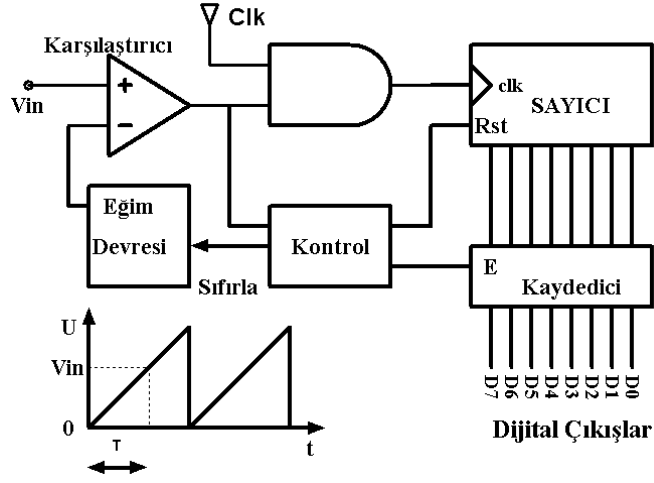 Clk
Karşılaştırıcı
+
Vin
−
clk
SAYICI
Rst
Eğim
Devresi
Kontrol
Sıfırla
E
Kaydedici
U
Vin
0
t
T
D7
D6
D5
D4
D3
D2
D1
D0
Dijital Çıkışlar